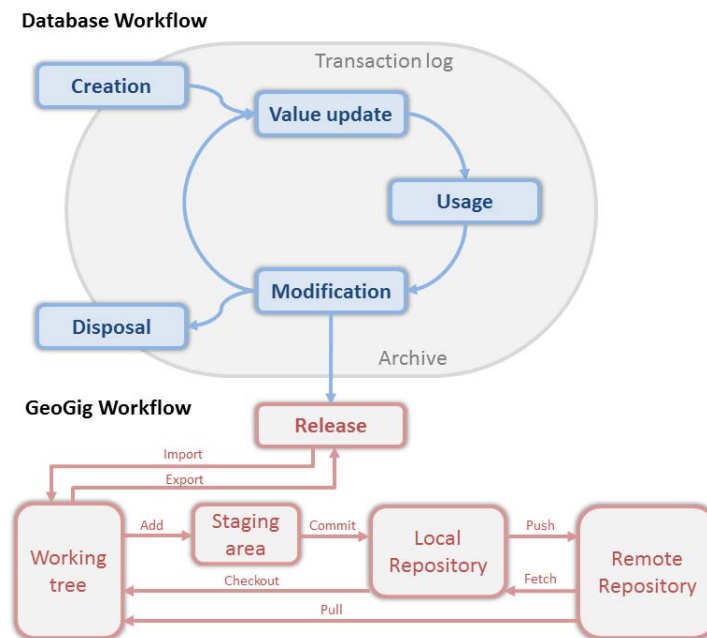 Database Workflow
Transaction log
Creation
Value update
Usage
Modification
Disposal
Archive
GeoGig Workflow
Release
Import
Export
Working
tree
Add
Staging
area
Commit
Local
Repository
Push
Remote
Repository
Checkout
Fetch
Pull